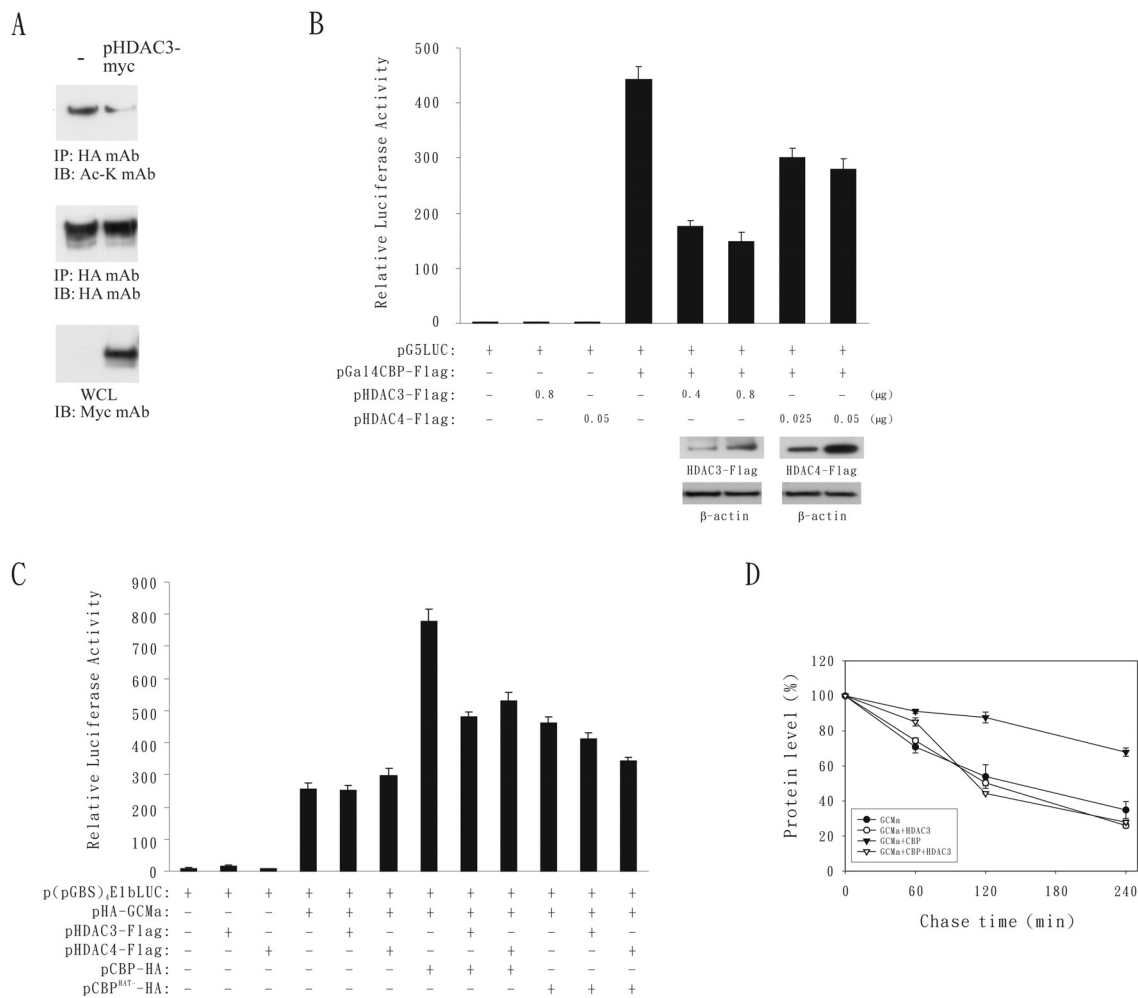 A
– pHDAC3-
myc
IP: HA mAb
IB: Ac-K mAb
IP: HA mAb
IB: HA mAb
WCL
IB: Myc mAb
B
Relative Luciferase Activity
500
400
300
200
100
0
pG5LUC: + + + + + + + +
pGal4CBP-Flag: – – – + + + + +
pHDAC3-Flag: – 0.8 – – 0.4 0.8 – – (μg)
pHDAC4-Flag: – – 0.05 – – – 0.025 0.05 (μg)
HDAC3-Flag HDAC4-Flag
β-actin β-actin
C
Relative Luciferase Activity
900
800
700
600
500
400
300
200
100
0
p(pGBS)₄E1bLUC: + + + + + + + + + + + +
pHA-GCMa: – – – + + + + + + + + +
pHDAC3-Flag: – + – – + – – + – – + –
pHDAC4-Flag: – – + – – + – – + – – +
pCBP-HA: – – – – – – + + + – – –
pCBPᴴᴬᵀ⁻-HA: – – – – – – – – – + + +
D
Protein level (%)
120
100
80
60
40
20
0
GCMa
GCMa+HDAC3
GCMa+CBP
GCMa+CBP+HDAC3
0 60 120 180 240
Chase time (min)